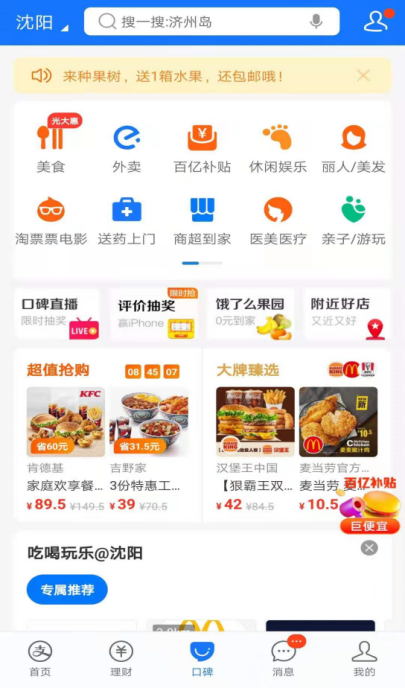 沈阳
搜一搜:济州岛
来种果树，送1箱水果，还包邮哦！
光大惠
美食
外卖
百亿补贴
休闲娱乐
丽人/美发
淘票票电影
送药上门
商超到家
医美医疗
亲子/游玩
口碑直播
限时抽奖
LIVE
限时抢
评价抽奖
赢iPhone
饿了么果园
0元到家
附近好店
又近又好
超值抢购
08 45 07
大牌臻选
KFC
省60元
省31.5元
肯德基
吉野家
汉堡王中国
麦当劳官方...
家庭欢享餐...
3份特惠工...
【狠霸王双...
麦当劳 麦...
¥89.5 ¥149.5
¥39 ¥70.5
¥42 ¥84.5
¥10.5
百亿补贴
巨便宜
吃喝玩乐@沈阳
专属推荐
首页
理财
口碑
消息
我的